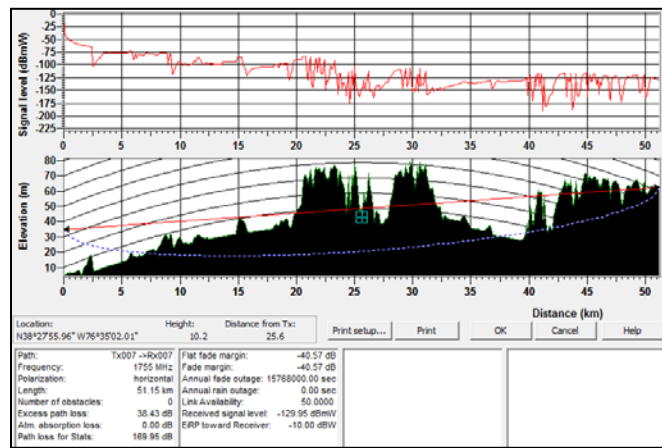 Signal level (dBmW)
0
-25
-50
-75
-100
-125
-150
-175
-200
-225
0 5 10 15 20 25 30 35 40 45 50
Elevation (m)
80
70
60
50
40
30
20
10
0 5 10 15 20 25 30 35 40 45 50
Distance (km)
Location: Height: Distance from Tx:
N38°27'55.96" W76°35'02.01" 10.2 25.6
Print setup... Print OK Cancel Help
Path: Tx007 ->Rx007
Frequency: 1755 MHz
Polarization: horizontal
Length: 51.15 km
Number of obstacles: 0
Excess path loss: 38.43 dB
Atm. absorption loss: 0.00 dB
Path loss for Stats: 169.95 dB
Flat fade margin: -40.57 dB
Fade margin: -40.57 dB
Annual fade outage: 15768000.00 sec
Annual rain outage: 0.00 sec
Link Availability: 50.0000
Received signal level: -129.95 dBmW
EiRP toward Receiver: -10.00 dBW